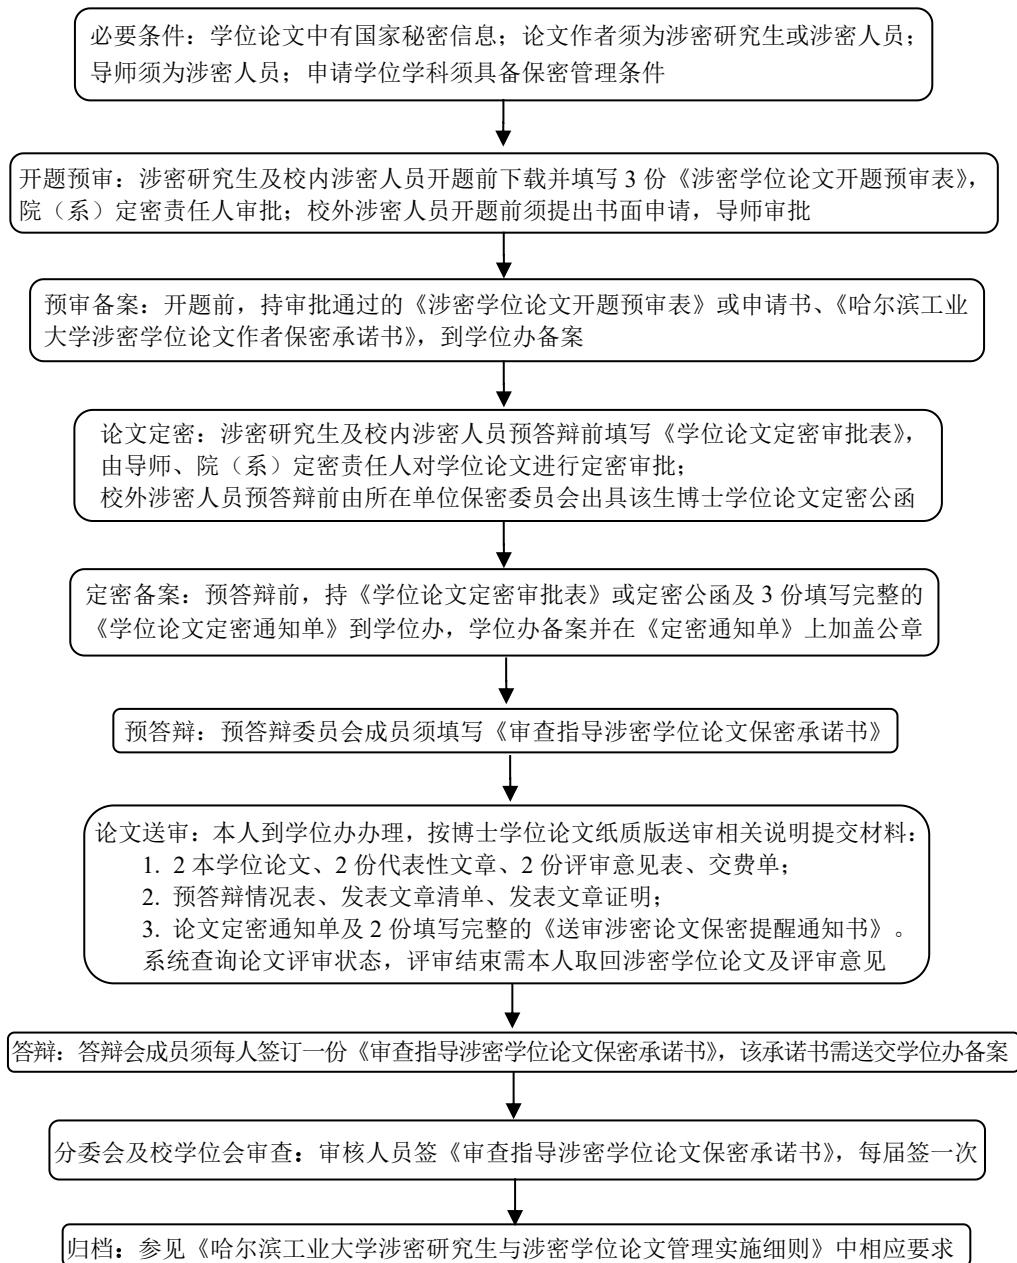 必要条件：学位论文中有国家秘密信息；论文作者须为涉密研究生或涉密人员；
导师须为涉密人员；申请学位学科须具备保密管理条件
开题预审：涉密研究生及校内涉密人员开题前下载并填写 3 份《涉密学位论文开题预审表》，
院（系）定密责任人审批；校外涉密人员开题前须提出书面申请，导师审批
预审备案：开题前，持审批通过的《涉密学位论文开题预审表》或申请书、《哈尔滨工业
大学涉密学位论文作者保密承诺书》，到学位办备案
论文定密：涉密研究生及校内涉密人员预答辩前填写《学位论文定密审批表》，
由导师、院（系）定密责任人对学位论文进行定密审批；
校外涉密人员预答辩前由所在单位保密委员会出具该生博士学位论文定密公函
定密备案：预答辩前，持《学位论文定密审批表》或定密公函及 3 份填写完整的
《学位论文定密通知单》到学位办，学位办备案并在《定密通知单》上加盖公章
预答辩：预答辩委员会成员须填写《审查指导涉密学位论文保密承诺书》
论文送审：本人到学位办办理，按博士学位论文纸质版送审相关说明提交材料：
1. 2 本学位论文、2 份代表性文章、2 份评审意见表、交费单；
2. 预答辩情况表、发表文章清单、发表文章证明；
3. 论文定密通知单及 2 份填写完整的《送审涉密论文保密提醒通知书》。
系统查询论文评审状态，评审结束需本人取回涉密学位论文及评审意见
答辩：答辩会成员须每人签订一份《审查指导涉密学位论文保密承诺书》，该承诺书需送交学位办备案
分委会及校学位会审查：审核人员签《审查指导涉密学位论文保密承诺书》，每届签一次
归档：参见《哈尔滨工业大学涉密研究生与涉密学位论文管理实施细则》中相应要求